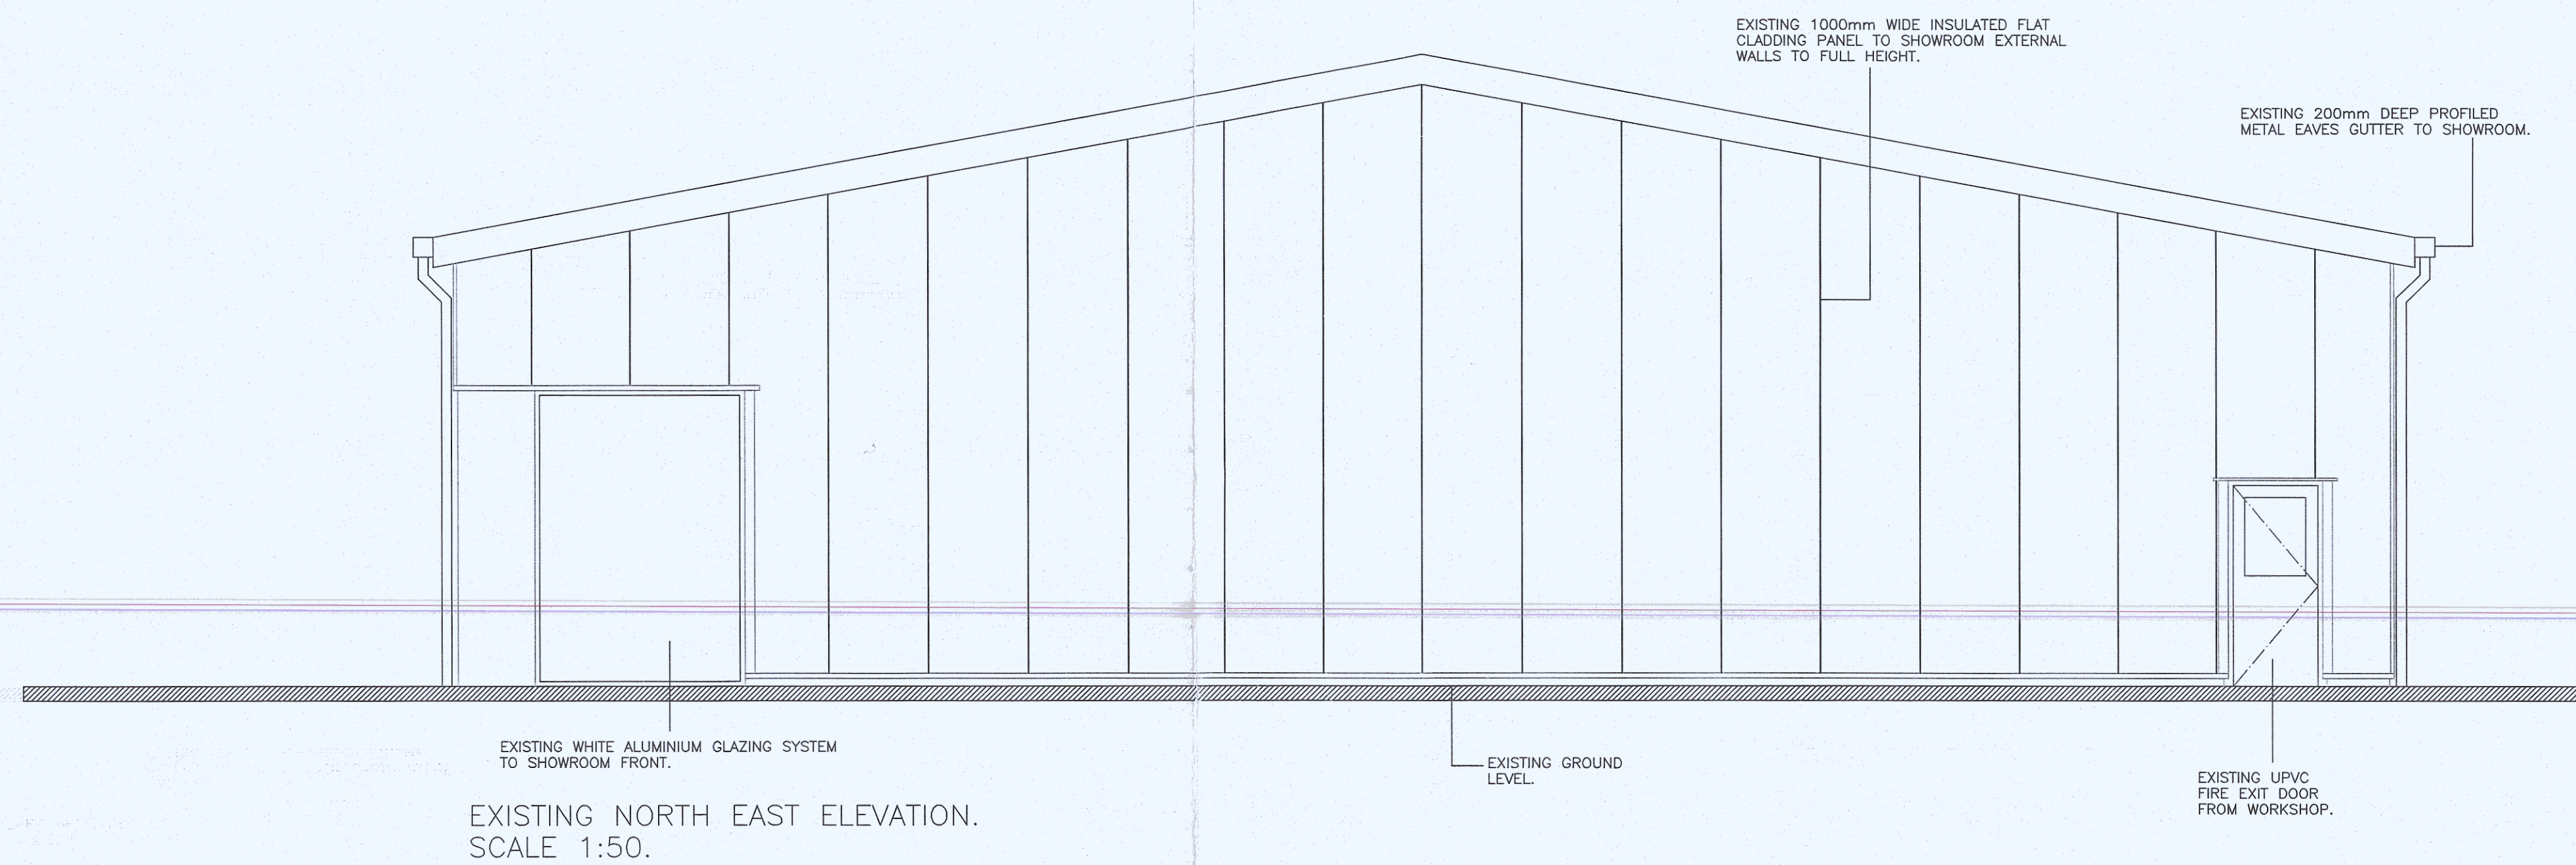 EXISTING 1000mm WIDE INSULATED FLAT
CLADDING PANEL TO SHOWROOM EXTERNAL
WALLS TO FULL HEIGHT.
EXISTING 200mm DEEP PROFILED
METAL EAVES GUTTER TO SHOWROOM.
EXISTING WHITE ALUMINIUM GLAZING SYSTEM
TO SHOWROOM FRONT.
EXISTING GROUND
LEVEL.
EXISTING UPVC
FIRE EXIT DOOR
FROM WORKSHOP.
EXISTING NORTH EAST ELEVATION.
SCALE 1:50.